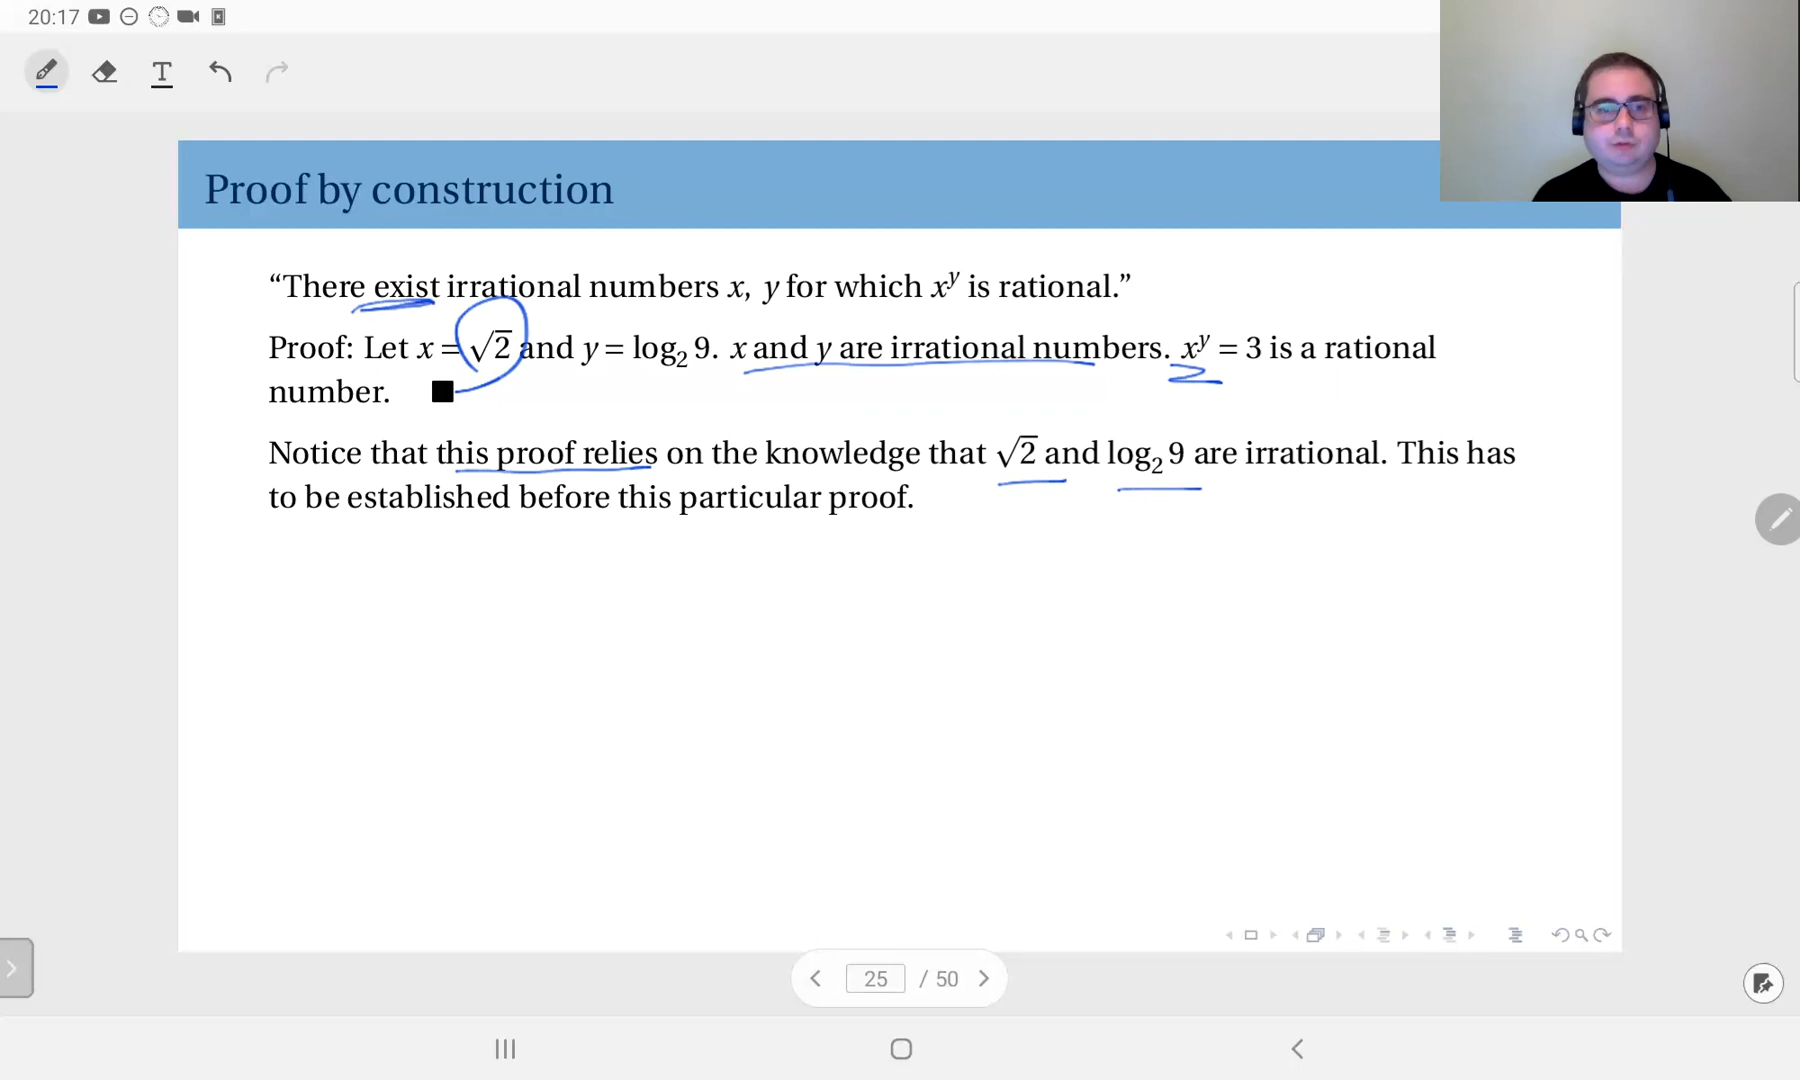 20:17
Proof by construction
“There exist irrational numbers x, y for which xʸ is rational.”
Proof: Let x = √2 and y = log₂ 9. x and y are irrational numbers. xʸ = 3 is a rational
number. ■
Notice that this proof relies on the knowledge that √2 and log₂ 9 are irrational. This has
to be established before this particular proof.
25 / 50